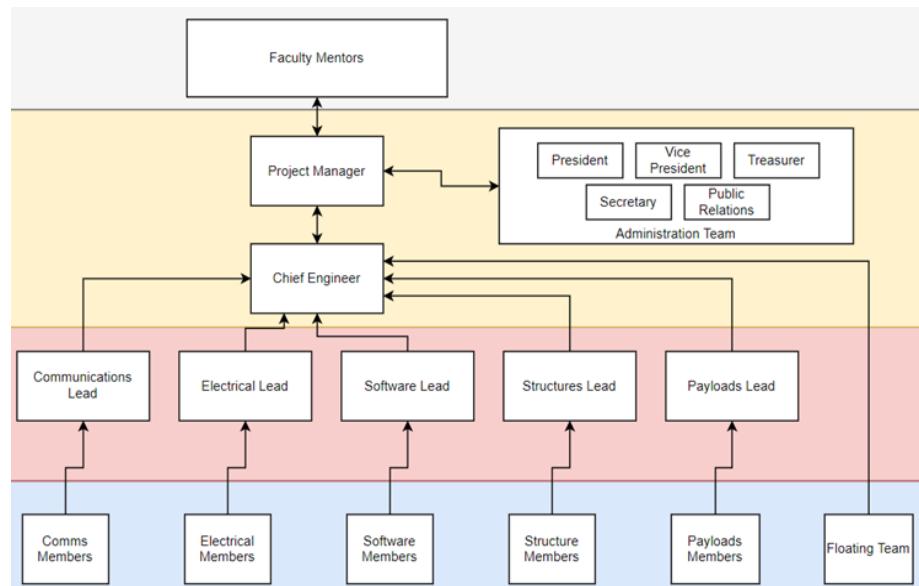 Faculty Mentors
Project Manager
President
Vice
President
Treasurer
Secretary
Public
Relations
Administration Team
Chief Engineer
Communications
Lead
Electrical Lead
Software Lead
Structures Lead
Payloads Lead
Comms
Members
Electrical
Members
Software
Members
Structure
Members
Payloads
Members
Floating Team